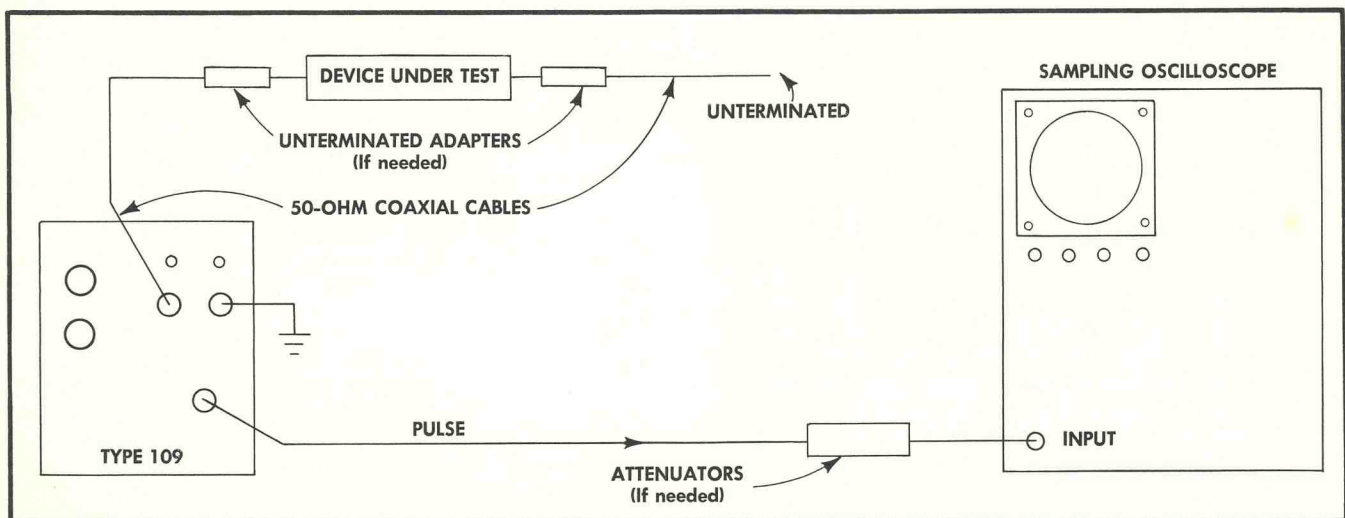 DEVICE UNDER TEST
SAMPLING OSCILLOSCOPE
UNTERMINATED
UNTERMINATED ADAPTERS
(If needed)
50-OHM COAXIAL CABLES
PULSE
INPUT
TYPE 109
ATTENUATORS
(If needed)